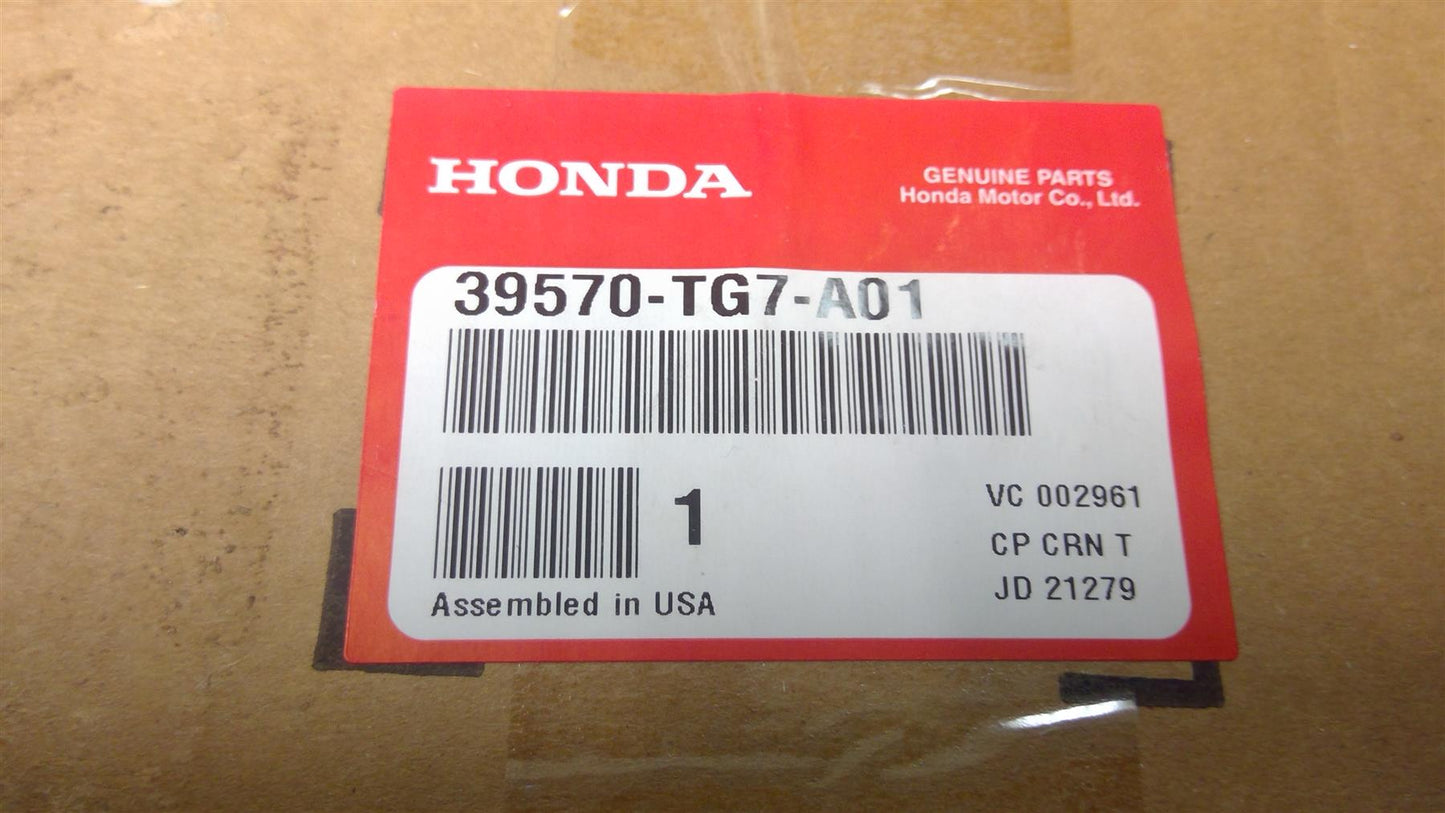 HONDA
GENUINE PARTS
Honda Motor Co., Ltd.
39570-TG7-A01
1
VC 002961
CP CRN T
JD 21279
Assembled in USA